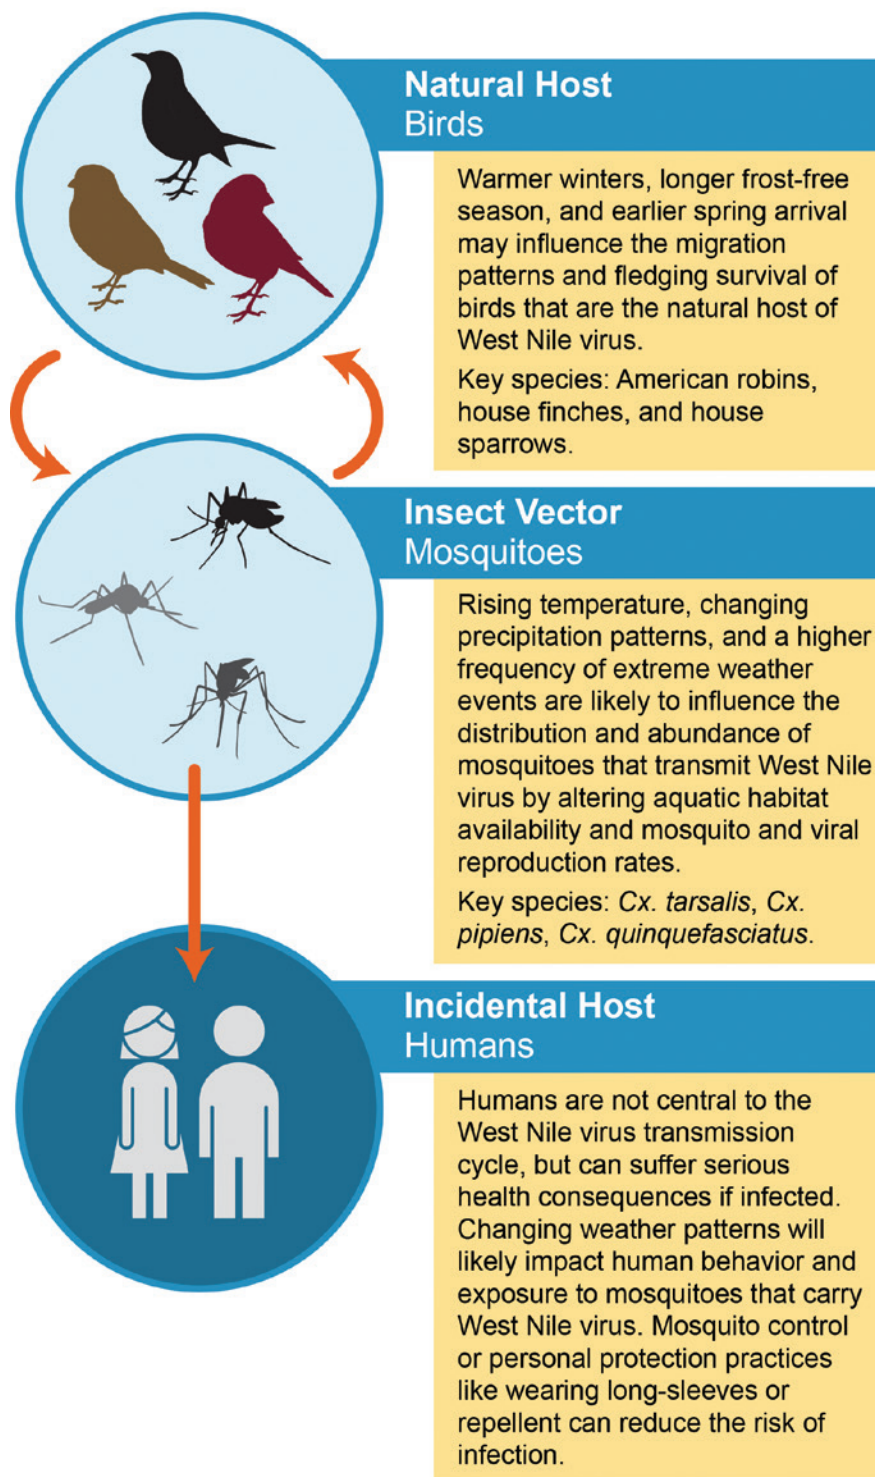 Natural Host
Birds
Warmer winters, longer frost-free
season, and earlier spring arrival
may influence the migration
patterns and fledging survival of
birds that are the natural host of
West Nile virus.
Key species: American robins,
house finches, and house
sparrows.
Insect Vector
Mosquitoes
Rising temperature, changing
precipitation patterns, and a higher
frequency of extreme weather
events are likely to influence the
distribution and abundance of
mosquitoes that transmit West Nile
virus by altering aquatic habitat
availability and mosquito and viral
reproduction rates.
Key species: Cx. tarsalis, Cx.
pipiens, Cx. quinquefasciatus.
Incidental Host
Humans
Humans are not central to the
West Nile virus transmission
cycle, but can suffer serious
health consequences if infected.
Changing weather patterns will
likely impact human behavior and
exposure to mosquitoes that carry
West Nile virus. Mosquito control
or personal protection practices
like wearing long-sleeves or
repellent can reduce the risk of
infection.